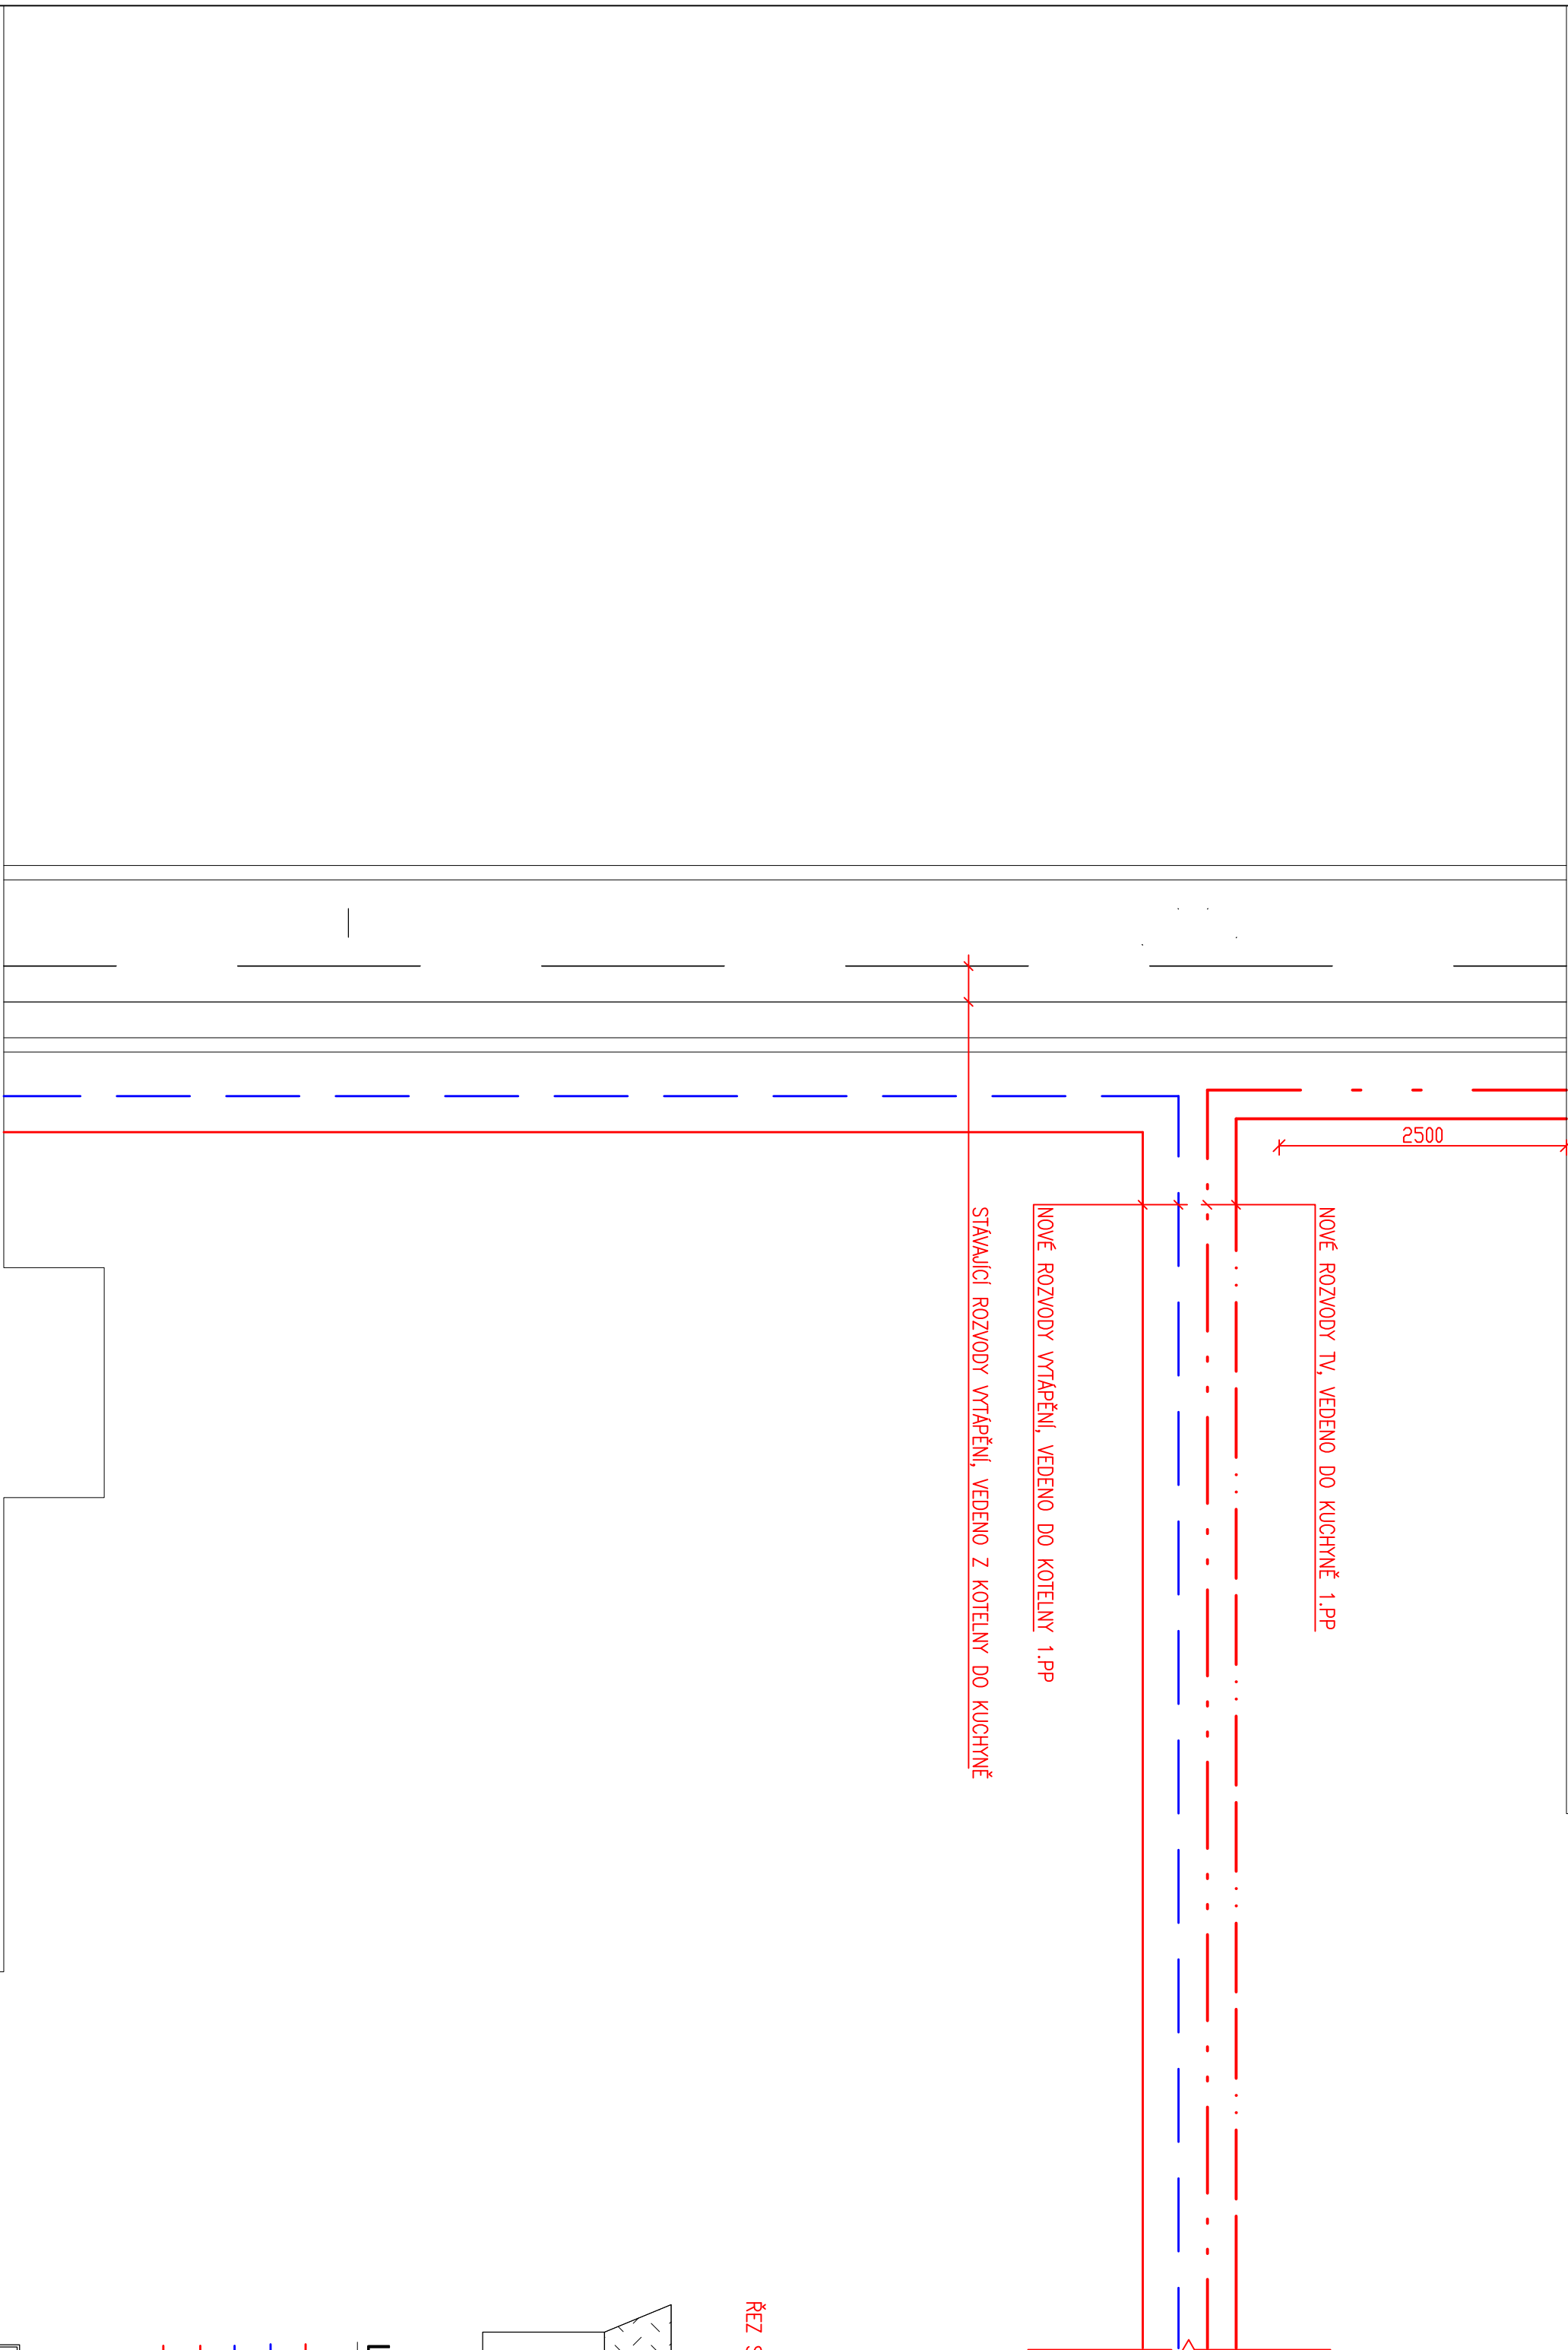 2500
NOVÉ ROZVODY TV, VEDENO DO KUCHYNĚ 1.PP
NOVÉ ROZVODY VYTÁPĚNÍ, VEDENO DO KOTELNY 1.PP
STÁVAJÍCÍ ROZVODY VYTÁPĚNÍ, VEDENO Z KOTELNY DO KUCHYNĚ
ŘEZ